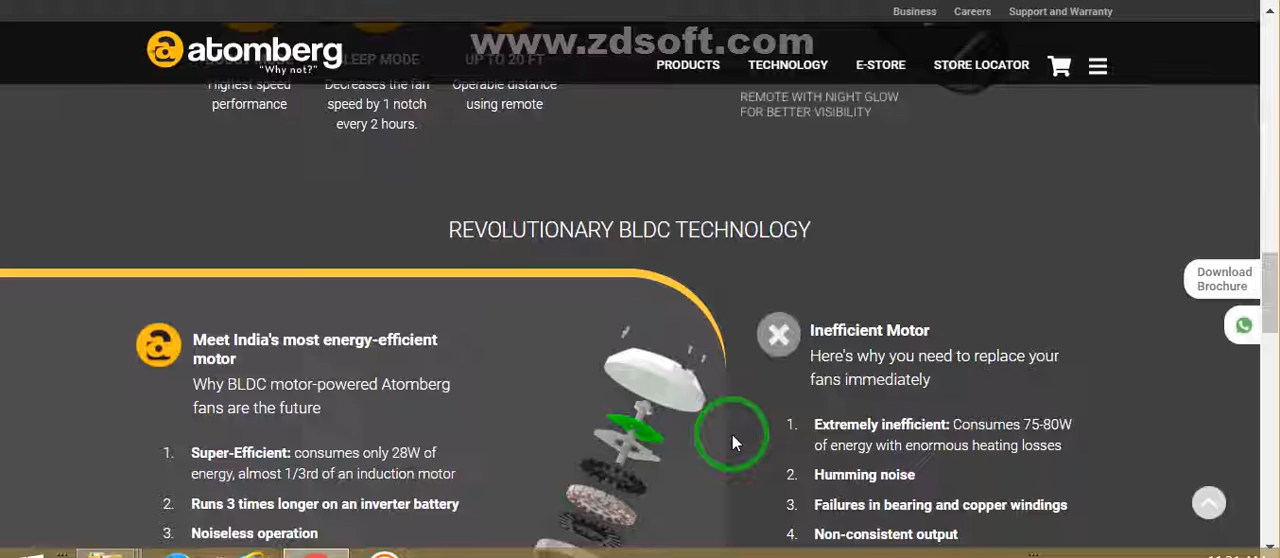 Business Careers Support and Warranty
www.zdsoft.com
atomberg
"Why not?"
PRODUCTS TECHNOLOGY E-STORE STORE LOCATOR
SLEEP MODE
UP TO 20 FT
Highest speed
performance
Decreases the fan
speed by 1 notch
every 2 hours.
Operable distance
using remote
REMOTE WITH NIGHT GLOW
FOR BETTER VISIBILITY
REVOLUTIONARY BLDC TECHNOLOGY
Download
Brochure
Meet India's most energy-efficient
motor
Why BLDC motor-powered Atomberg
fans are the future
1. Super-Efficient: consumes only 28W of
energy, almost 1/3rd of an induction motor
2. Runs 3 times longer on an inverter battery
3. Noiseless operation
Inefficient Motor
Here's why you need to replace your
fans immediately
1. Extremely inefficient: Consumes 75-80W
of energy with enormous heating losses
2. Humming noise
3. Failures in bearing and copper windings
4. Non-consistent output